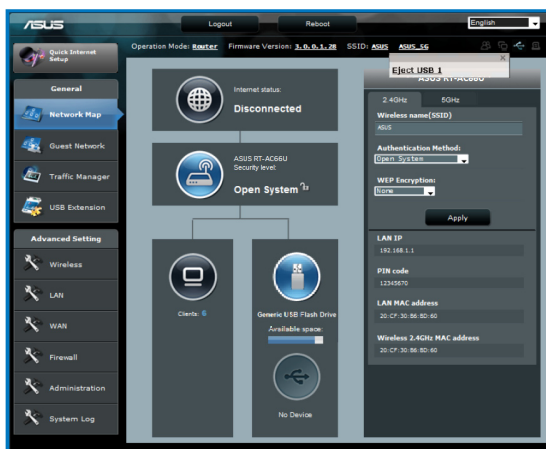 ASUS
Logout
Reboot
English
Quick Internet Setup
Operation Mode: Router Firmware Version: 3.0.0.1.28 SSID: ASUS ASUS_5G
Eject USB 1
General
Network Map
Guest Network
Traffic Manager
USB Extension
Advanced Setting
Wireless
LAN
WAN
Firewall
Administration
System Log
Internet status:
Disconnected
ASUS RT-AC66U
Security level:
Open System
Clients: 6
Generic USB Flash Drive
Available space:
No Device
ASUS RT-AC66U
2.4GHz
5GHz
Wireless name(SSID)
ASUS
Authentication Method:
Open System
WEP Encryption:
None
Apply
LAN IP
192.168.1.1
PIN code
12345670
LAN MAC address
20:CF:30:B6:BD:60
Wireless 2.4GHz MAC address
20:CF:30:B6:BD:60